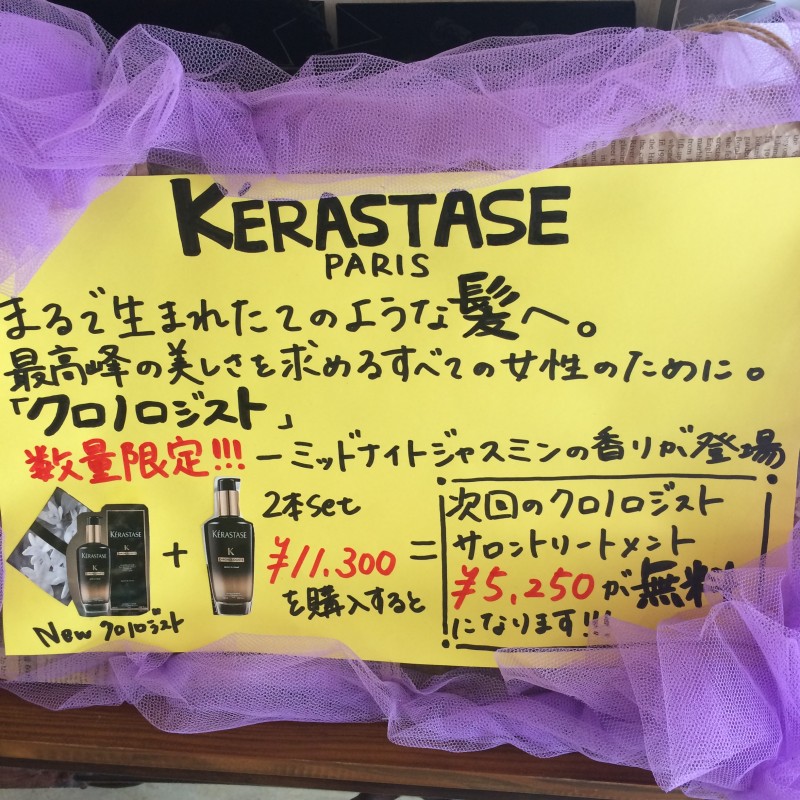 KÉRASTASE
PARIS
まるで生まれたてのような髪へ。
最高峰の美しさを求めるすべての女性のために。
「クロノロジスト」
数量限定!!! ーミッドナイトジャスミンの香りが登場
KÉRASTASE
K
+
KÉRASTASE
K
2本set
¥11.300
を購入すると
=
次回のクロノロジスト
サロントリートメント
¥5,250が無料
になります!!!
New クロノロジスト